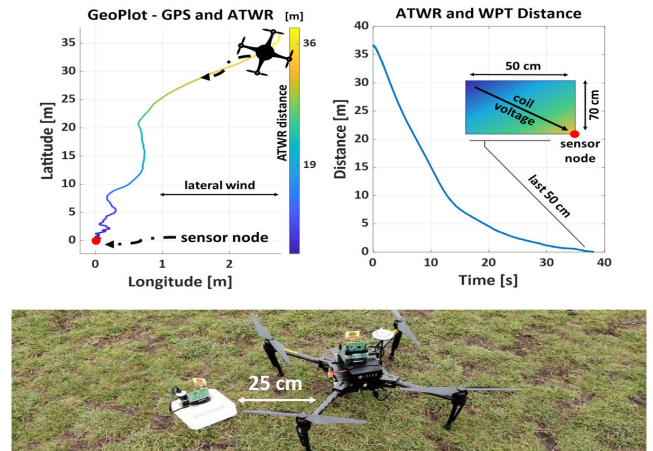 GeoPlot - GPS and ATWR
[m]
35
30
25
20
15
10
5
0
Latitude [m]
0
1
2
Longitude [m]
lateral wind
sensor node
36
19
ATWR distance
ATWR and WPT Distance
40
35
30
25
20
15
10
5
0
Distance [m]
0
10
20
30
40
Time [s]
50 cm
70 cm
coil
voltage
sensor
node
last 50 cm
25 cm